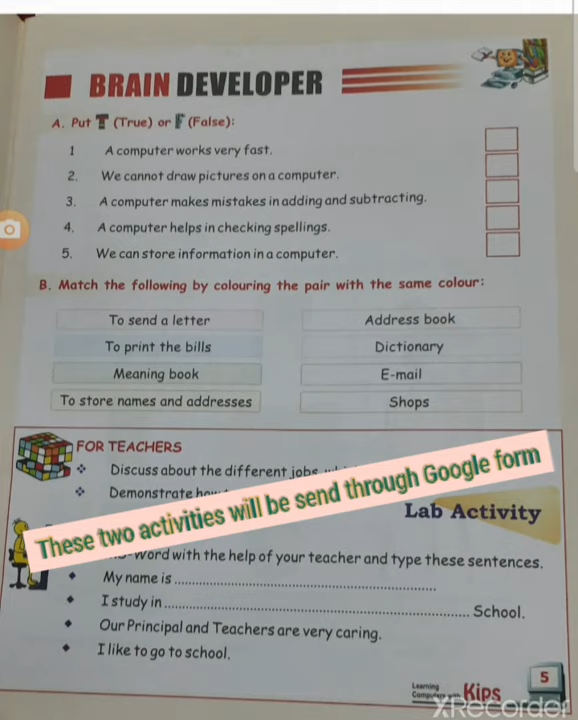 BRAIN DEVELOPER
A. Put T (True) or F (False):
1 A computer works very fast.
2. We cannot draw pictures on a computer.
3. A computer makes mistakes in adding and subtracting.
4. A computer helps in checking spellings.
5. We can store information in a computer.
B. Match the following by colouring the pair with the same colour:
To send a letter Address book
To print the bills Dictionary
Meaning book E-mail
To store names and addresses Shops
FOR TEACHERS
Discuss about the different jobs
Demonstrate
These two activities will be send through Google form
Lab Activity
Word with the help of your teacher and type these sentences.
My name is
I study in School.
Our Principal and Teachers are very caring.
I like to go to school.
Learning
Computers with Kips
5
XRecorder